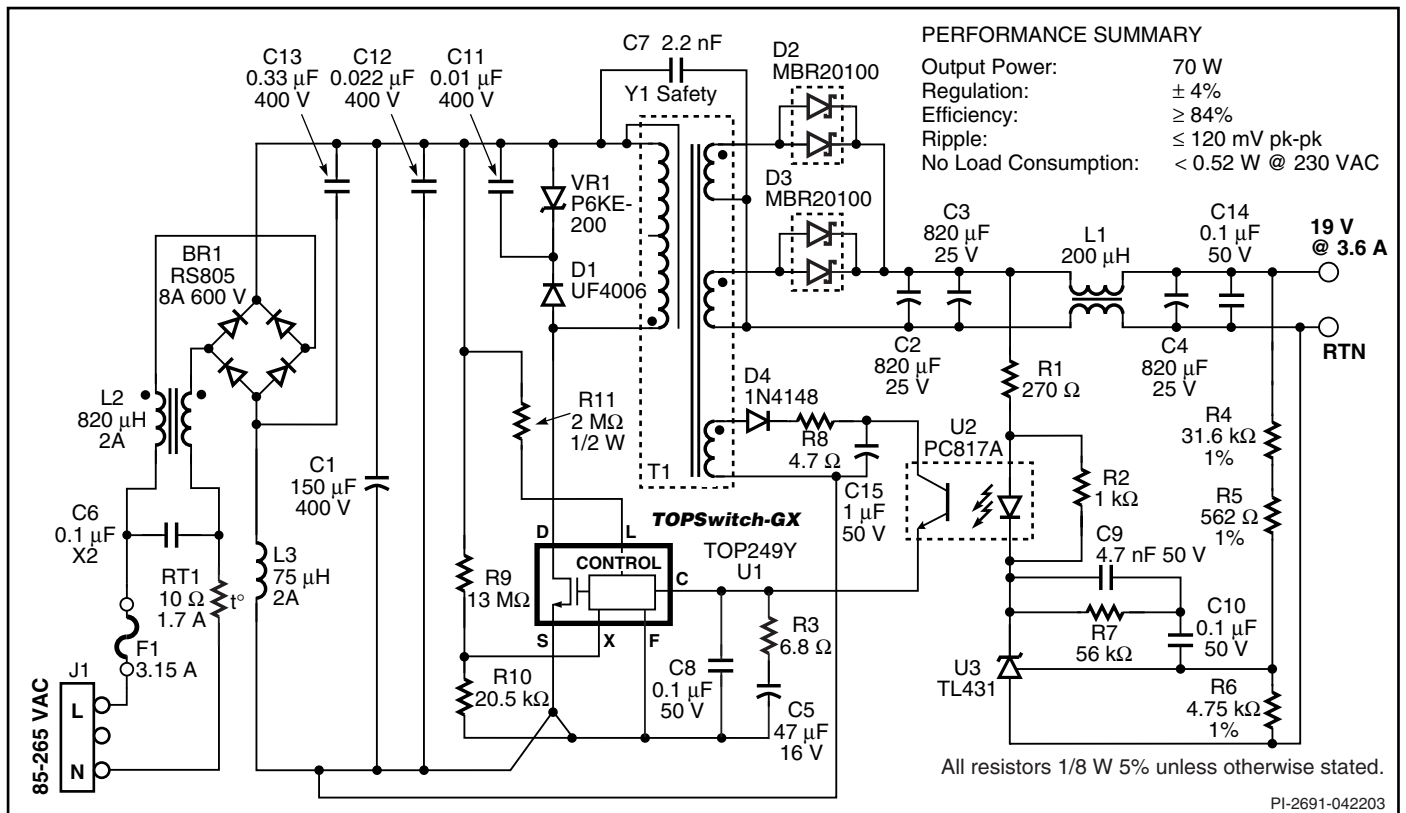 PERFORMANCE SUMMARY
Output Power: 70 W
Regulation: ± 4%
Efficiency: ≥ 84%
Ripple: ≤ 120 mV pk-pk
No Load Consumption: < 0.52 W @ 230 VAC
C13
0.33 µF
400 V
C12
0.022 µF
400 V
C11
0.01 µF
400 V
C7 2.2 nF
Y1 Safety
D2
MBR20100
D3
MBR20100
VR1
P6KE-
200
D1
UF4006
BR1
RS805
8A 600 V
C3
820 µF
25 V
L1
200 µH
C14
0.1 µF
50 V
19 V
@ 3.6 A
RTN
C2
820 µF
25 V
C4
820 µF
25 V
R1
270 Ω
L2
820 µH
2A
R11
2 MΩ
1/2 W
T1
D4
1N4148
R8
4.7 Ω
C15
1 µF
50 V
U2
PC817A
R2
1 kΩ
R4
31.6 kΩ
1%
R5
562 Ω
1%
C1
150 µF
400 V
C6
0.1 µF
X2
RT1
10 Ω
1.7 A
t°
L3
75 µH
2A
F1
3.15 A
J1
L
N
85-265 VAC
TOPSwitch-GX
TOP249Y
U1
D
L
CONTROL
C
S
X
F
R9
13 MΩ
R10
20.5 kΩ
C8
0.1 µF
50 V
R3
6.8 Ω
C5
47 µF
16 V
C9
4.7 nF 50 V
R7
56 kΩ
C10
0.1 µF
50 V
U3
TL431
R6
4.75 kΩ
1%
All resistors 1/8 W 5% unless otherwise stated.
PI-2691-042203